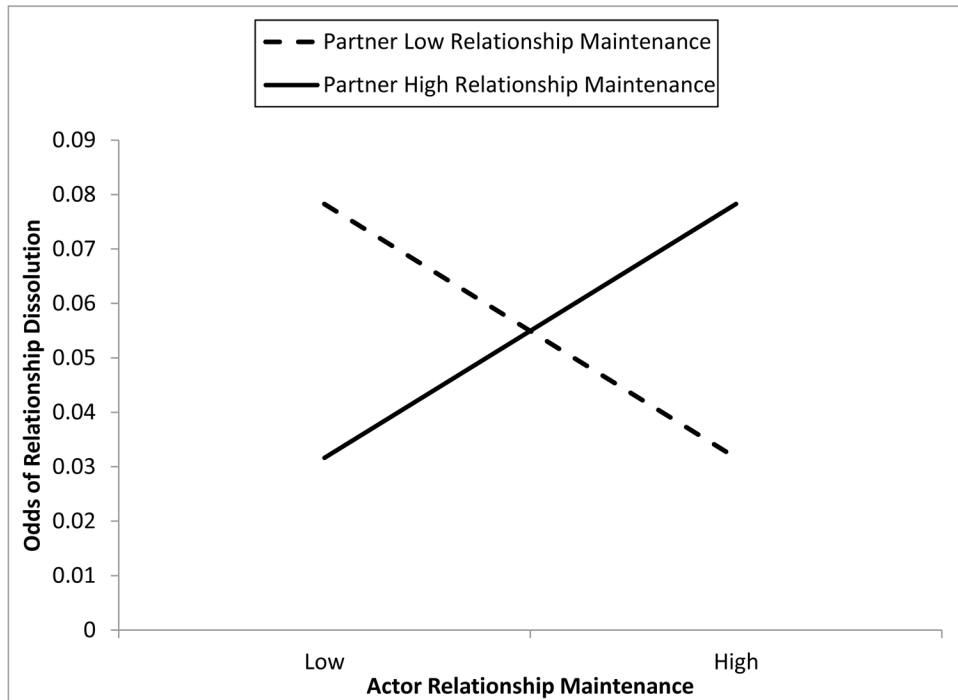 Partner Low Relationship Maintenance
Partner High Relationship Maintenance
0.09
0.08
0.07
0.06
0.05
0.04
0.03
0.02
0.01
0
Odds of Relationship Dissolution
Low High
Actor Relationship Maintenance